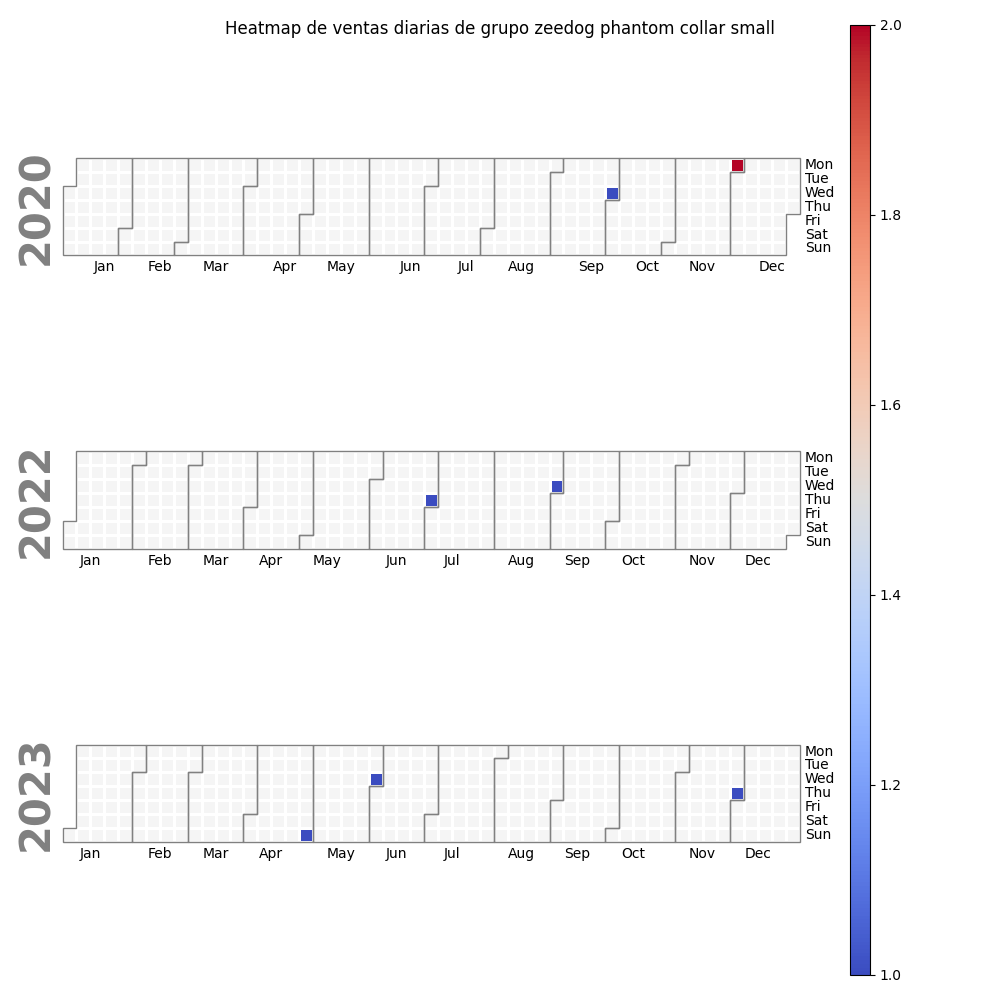 Heatmap de ventas diarias de grupo zeedog phantom collar small
2020
Mon
Tue
Wed
Thu
Fri
Sat
Sun
Jan Feb Mar Apr May Jun Jul Aug Sep Oct Nov Dec
2022
Mon
Tue
Wed
Thu
Fri
Sat
Sun
Jan Feb Mar Apr May Jun Jul Aug Sep Oct Nov Dec
2023
Mon
Tue
Wed
Thu
Fri
Sat
Sun
Jan Feb Mar Apr May Jun Jul Aug Sep Oct Nov Dec
2.0
1.8
1.6
1.4
1.2
1.0